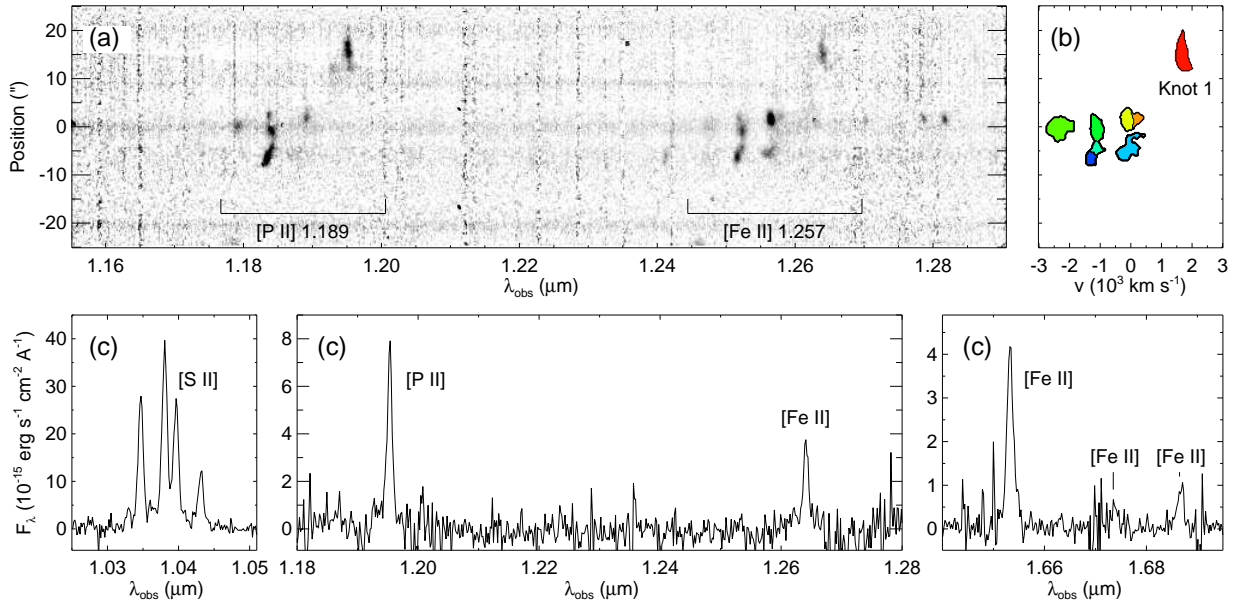 (a)
20
10
0
-10
-20
Position (")
[P II] 1.189
[Fe II] 1.257
1.16 1.18 1.20 1.22 1.24 1.26 1.28
λobs (μm)
(b)
Knot 1
-3 -2 -1 0 1 2 3
v (10³ km s⁻¹)
(c)
[S II]
40
30
20
10
0
Fλ (10⁻¹⁵ erg s⁻¹ cm⁻² A⁻¹)
1.03 1.04 1.05
λobs (μm)
(c)
[P II]
[Fe II]
8
6
4
2
0
1.18 1.20 1.22 1.24 1.26 1.28
λobs (μm)
(c)
[Fe II]
[Fe II]
[Fe II]
4
3
2
1
0
1.66 1.68
λobs (μm)